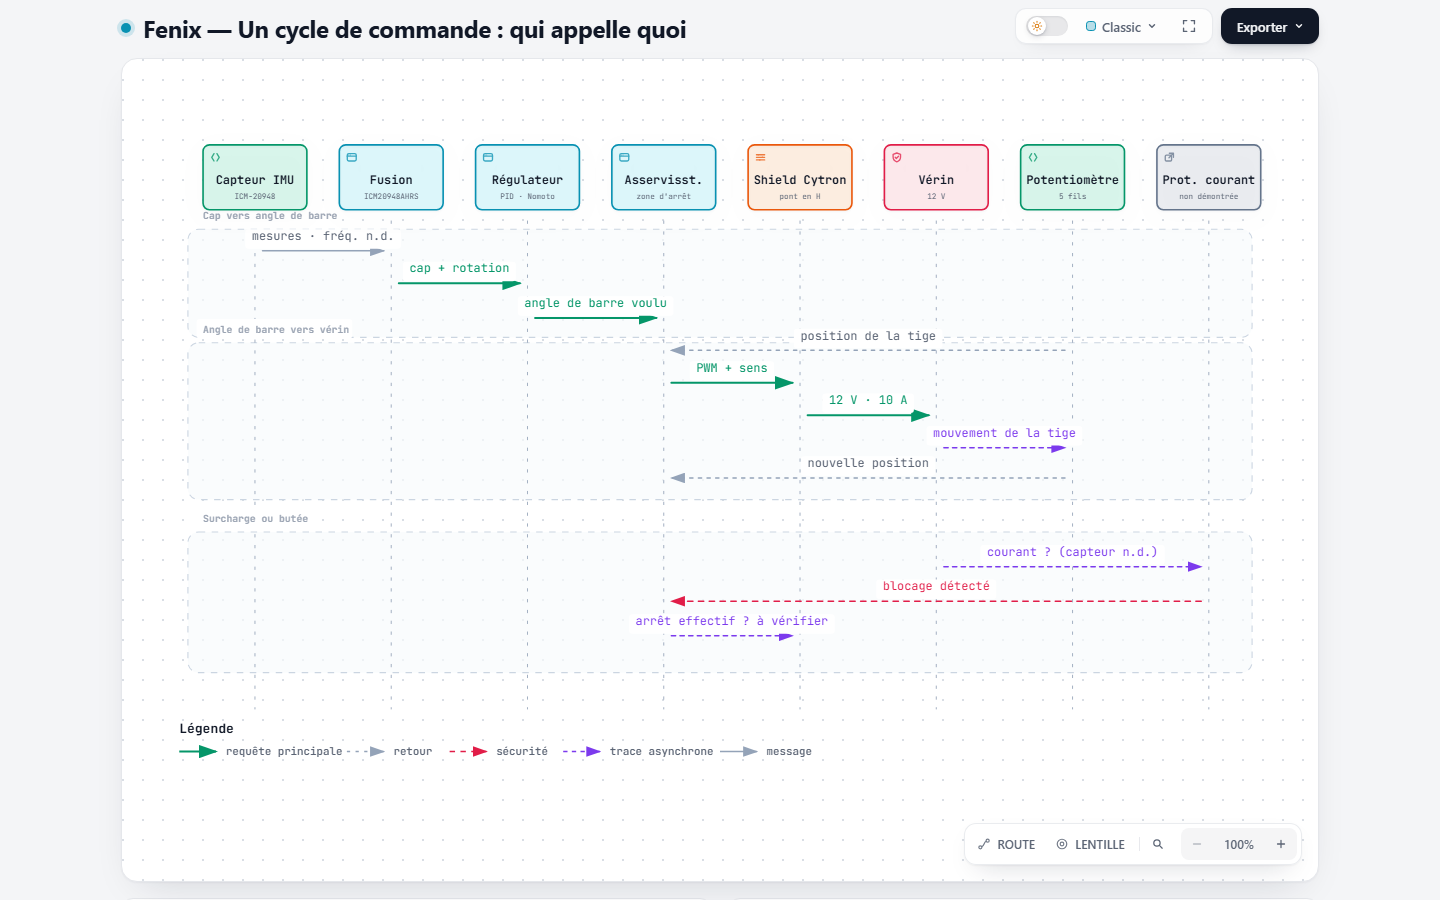 Fenix — Un cycle de commande : qui appelle quoi
Classic
Exporter
Capteur IMU
ICM-20948
Fusion
ICM20948AHRS
Régulateur
PID · Nomoto
Asservisst.
zone d'arrêt
Shield Cytron
pont en H
Vérin
12 V
Potentiomètre
5 fils
Prot. courant
non démontrée
Cap vers angle de barre
mesures · fréq. n.d.
cap + rotation
angle de barre voulu
Angle de barre vers vérin
position de la tige
PWM + sens
12 V · 10 A
mouvement de la tige
nouvelle position
Surcharge ou butée
courant ? (capteur n.d.)
blocage détecté
arrêt effectif ? à vérifier
Légende
requête principale
retour
sécurité
trace asynchrone
message
ROUTE
LENTILLE
− 100% +